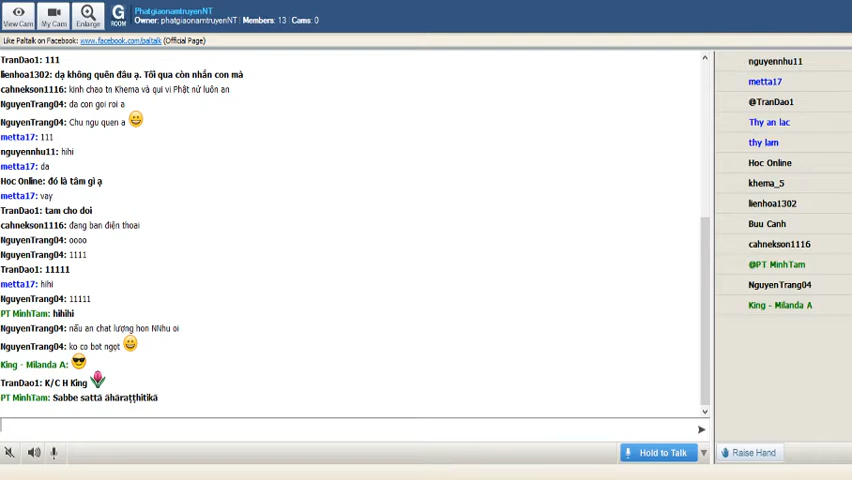 View Cam
My Cam
Enlarge
G
ROOM
PhatgiaonamtruyenNT
Owner: phatgiaonamtruyenNT | Members: 13 | Cams: 0
Like Paltalk on Facebook: www.facebook.com/paltalk (Official Page)
TranDao1: 111
lienhoa1302: dạ không quên đâu ạ. Tối qua còn nhắn con mà
cahnekson1116: kinh chao tn Khema và qui vi Phật nử luôn an
NguyenTrang04: da con goi roi a
NguyenTrang04: Chu ngu quen a
metta17: 111
nguyennhu11: hihi
metta17: da
Hoc Online: đó là tâm gì ạ
metta17: vay
TranDao1: tam cho doi
cahnekson1116: đang ban điện thoai
NguyenTrang04: oooo
NguyenTrang04: 1111
TranDao1: 11111
metta17: hihi
NguyenTrang04: 11111
PT MinhTam: hihihi
NguyenTrang04: nấu an chat lượng hon NNhu oi
NguyenTrang04: ko co bot ngọt
King - Milanda A:
TranDao1: K/C H King
PT MinhTam: Sabbe sattā āhāraṭṭhitikā
nguyennhu11
metta17
@TranDao1
Thy an lac
thy lam
Hoc Online
khema_5
lienhoa1302
Buu Canh
cahnekson1116
@PT MinhTam
NguyenTrang04
King - Milanda A
Hold to Talk
Raise Hand